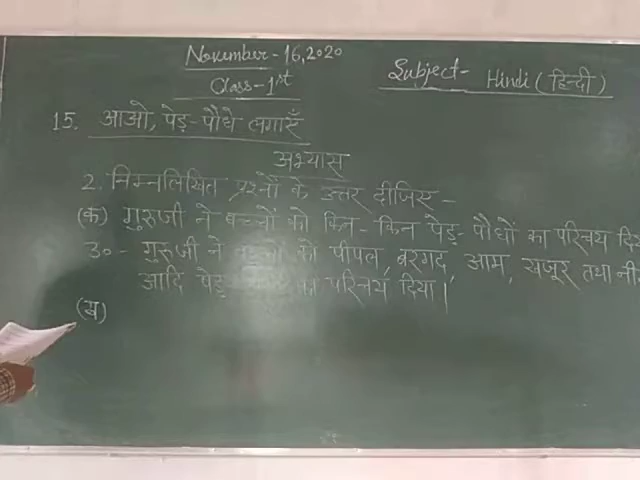 November - 16, 2020
Class - 1st
Subject - Hindi (हिन्दी)
15. आओ, पेड़ - पौधे लगाएँ
अभ्यास
2. निम्नलिखित प्रश्नों के उत्तर दीजिए -
(क) गुरुजी ने बच्चों को किन - किन पेड़ - पौधों का परिचय
उ० - गुरुजी ने बच्चों को पीपल, बरगद, आम, खजूर तथा
आदि पेड़ का परिचय दिया।
(ख)